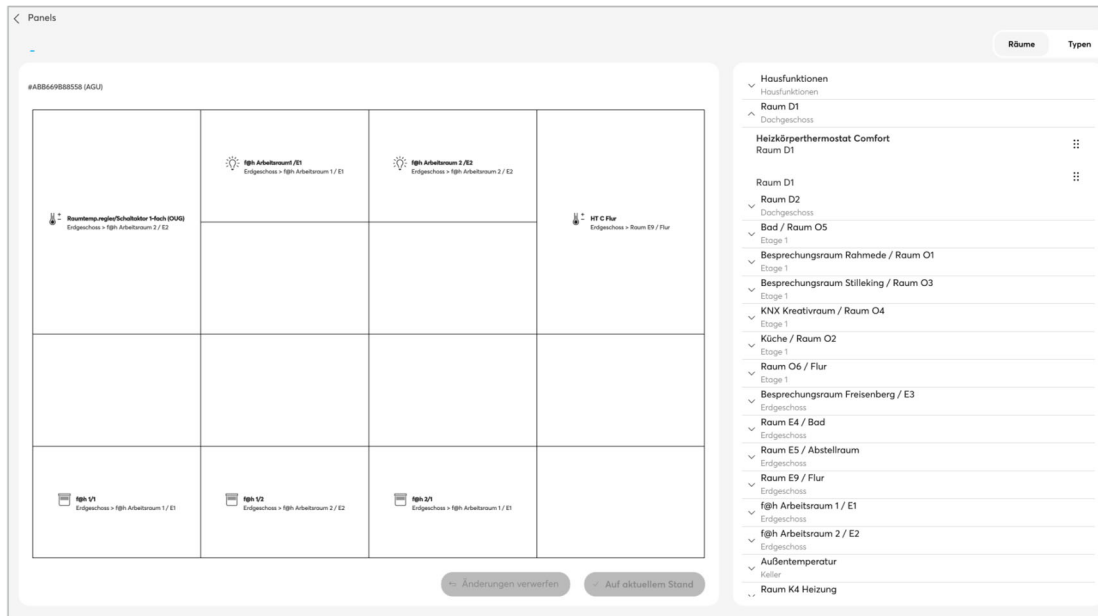 Panels
Räume Typen
#ABB669B88558 (AGU)
Raumtemp.regler/Schaltaktor 1-fach (OUG)
Erdgeschoss > f@h Arbeitsraum 2 / E2
f@h Arbeitsraum1 /E1
Erdgeschoss > f@h Arbeitsraum 1 / E1
f@h Arbeitsraum 2 /E2
Erdgeschoss > f@h Arbeitsraum 2 / E2
HT C Flur
Erdgeschoss > Raum E9 / Flur
f@h 1/1
Erdgeschoss > f@h Arbeitsraum 1 / E1
f@h 1/2
Erdgeschoss > f@h Arbeitsraum 2 / E2
f@h 2/1
Erdgeschoss > f@h Arbeitsraum 1 / E1
Änderungen verwerfen
Auf aktuellem Stand
Hausfunktionen
Hausfunktionen
Raum D1
Dachgeschoss
Heizkörperthermostat Comfort
Raum D1
Raum D1
Raum D2
Dachgeschoss
Bad / Raum O5
Etage 1
Besprechungsraum Rahmede / Raum O1
Etage 1
Besprechungsraum Stilleking / Raum O3
Etage 1
KNX Kreativraum / Raum O4
Etage 1
Küche / Raum O2
Etage 1
Raum O6 / Flur
Etage 1
Besprechungsraum Freisenberg / E3
Erdgeschoss
Raum E4 / Bad
Erdgeschoss
Raum E5 / Abstellraum
Erdgeschoss
Raum E9 / Flur
Erdgeschoss
f@h Arbeitsraum 1 / E1
Erdgeschoss
f@h Arbeitsraum 2 / E2
Erdgeschoss
Außentemperatur
Keller
Raum K4 Heizung